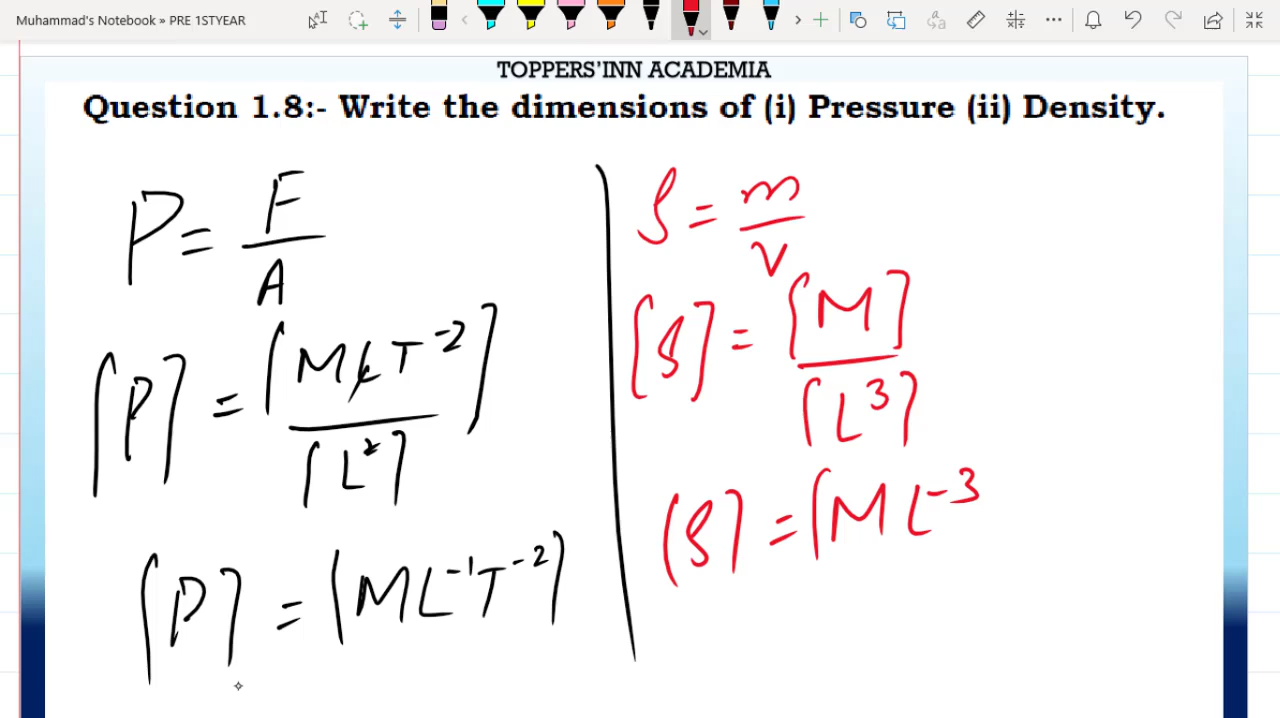 Muhammad's Notebook » PRE 1STYEAR
TOPPERS'INN ACADEMIA
Question 1.8:- Write the dimensions of (i) Pressure (ii) Density.
P = F/A
[P] = [MLT⁻²]/[L²]
[P] = [ML⁻¹T⁻²]
ρ = m/v
[ρ] = [M]/[L³]
[ρ] = [ML⁻³